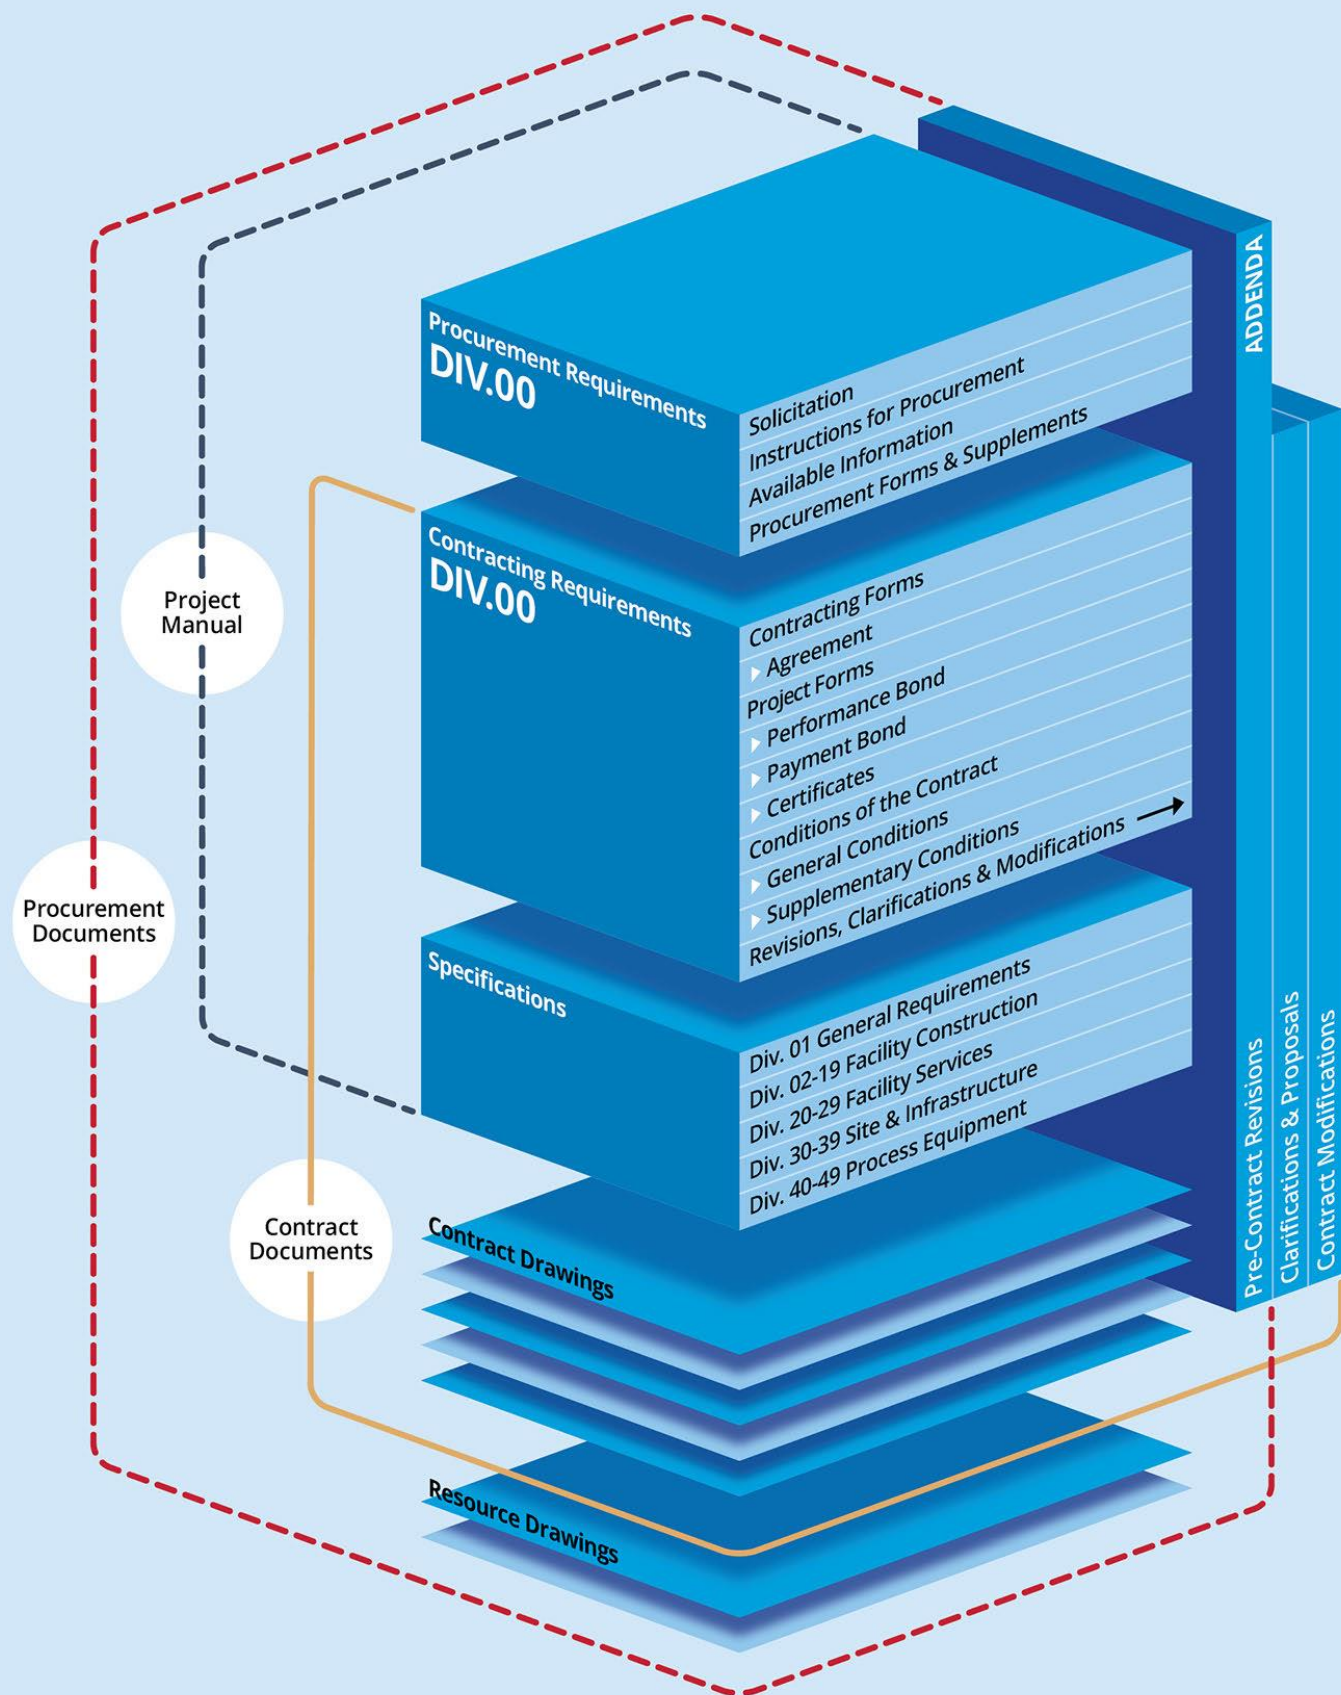 Procurement Requirements
DIV.00
Solicitation
Instructions for Procurement
Available Information
Procurement Forms & Supplements
Contracting Requirements
DIV.00
Contracting Forms
Agreement
Project Forms
Performance Bond
Payment Bond
Certificates
Conditions of the Contract
General Conditions
Supplementary Conditions
Revisions, Clarifications & Modifications
Specifications
Div. 01 General Requirements
Div. 02-19 Facility Construction
Div. 20-29 Facility Services
Div. 30-39 Site & Infrastructure
Div. 40-49 Process Equipment
Contract Drawings
Resource Drawings
Project
Manual
Procurement
Documents
Contract
Documents
ADDENDA
Pre-Contract Revisions
Clarifications & Proposals
Contract Modifications